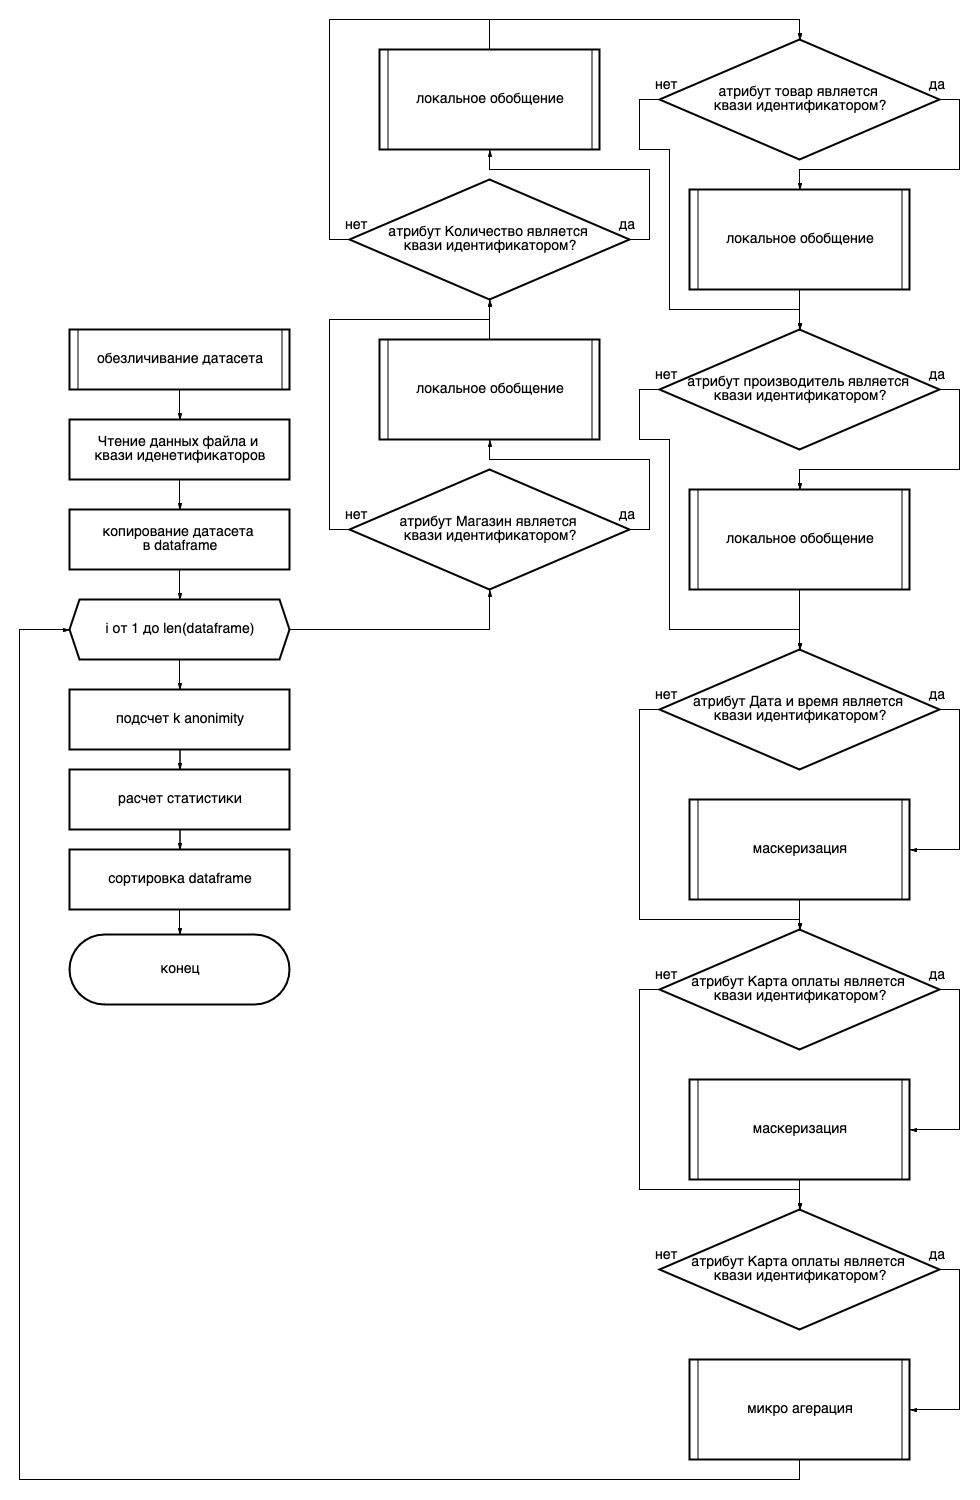 обезличивание датасета
Чтение данных файла и
квази иденетификаторов
копирование датасета
в dataframe
i от 1 до len(dataframe)
подсчет k anonimity
расчет статистики
сортировка dataframe
конец
локальное обобщение
нет
да
атрибут Количество является
квази идентификатором?
локальное обобщение
нет
да
атрибут Магазин является
квази идентификатором?
нет
да
атрибут товар является
квази идентификатором?
локальное обобщение
нет
да
атрибут производитель является
квази идентификатором?
локальное обобщение
нет
да
атрибут Дата и время является
квази идентификатором?
маскеризация
нет
да
атрибут Карта оплаты является
квази идентификатором?
маскеризация
нет
да
атрибут Карта оплаты является
квази идентификатором?
микро агерация